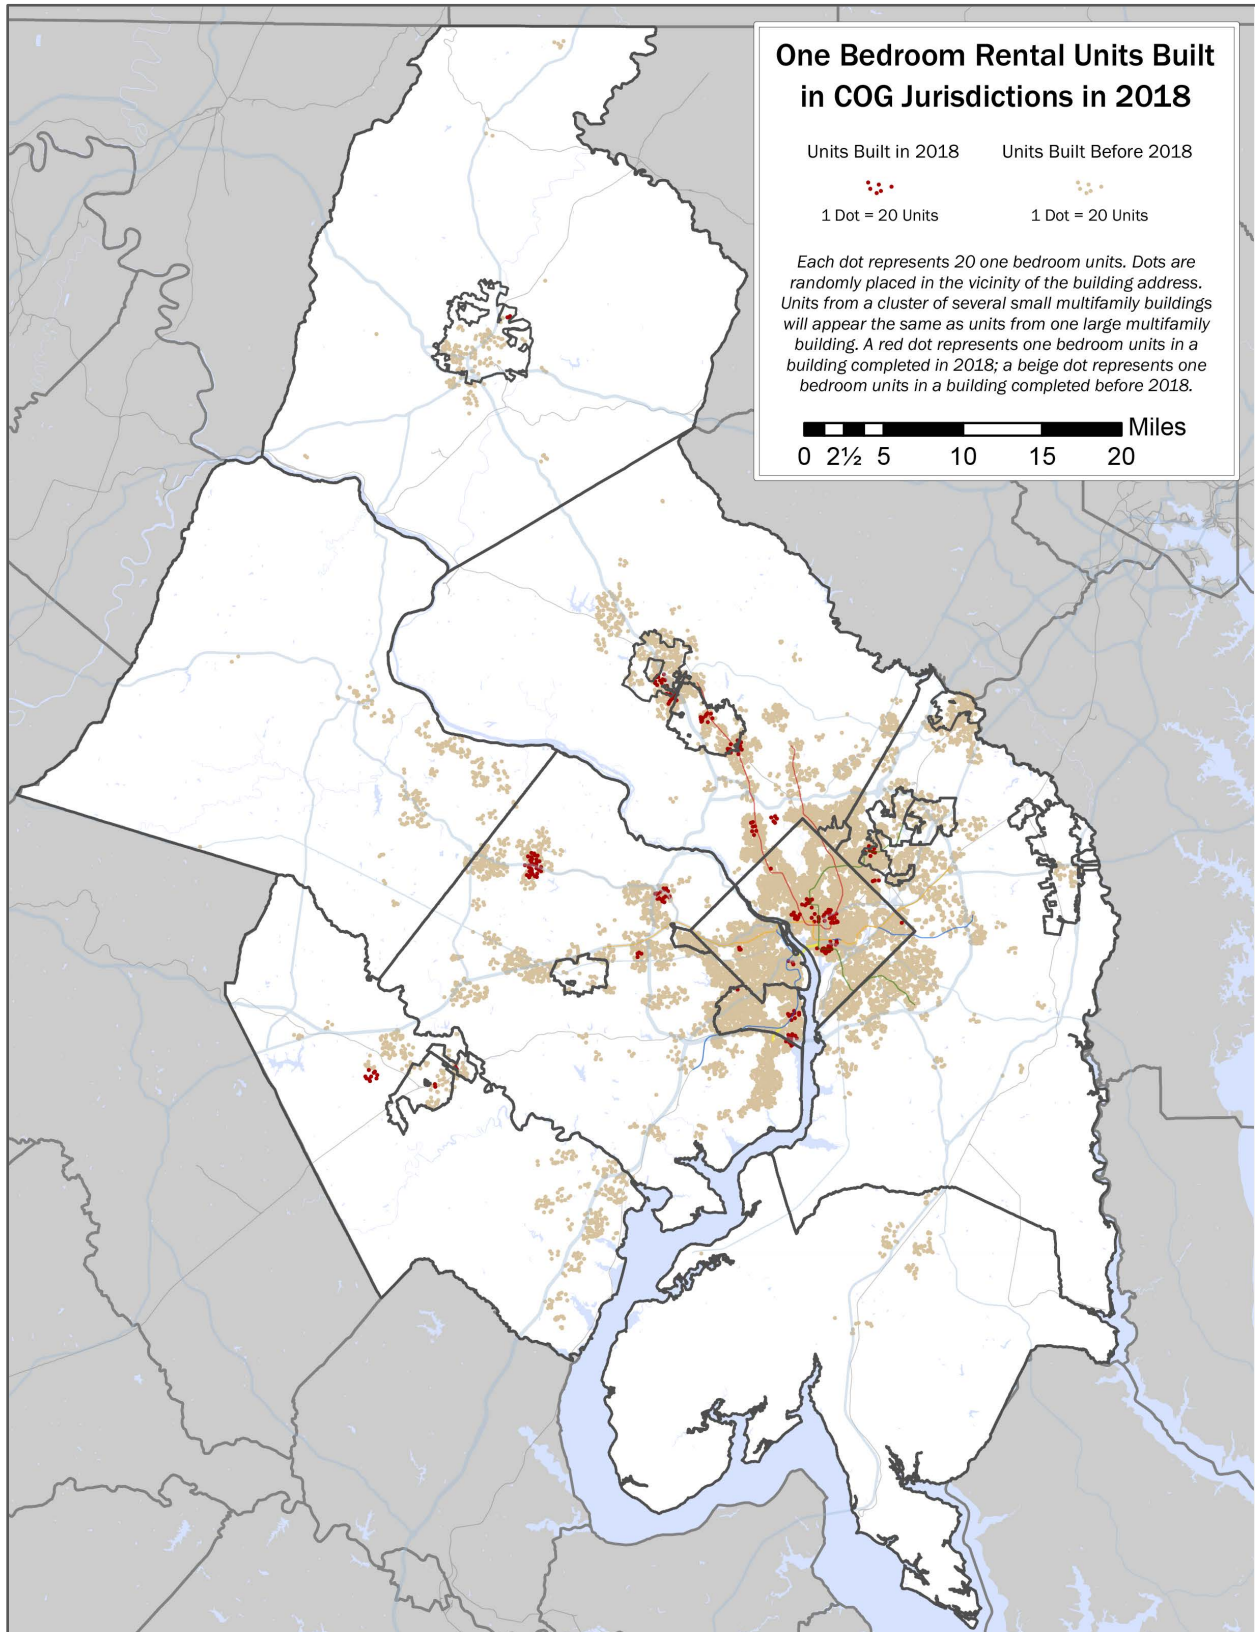 One Bedroom Rental Units Built
in COG Jurisdictions in 2018
Units Built in 2018
Units Built Before 2018
1 Dot = 20 Units
1 Dot = 20 Units
Each dot represents 20 one bedroom units. Dots are
randomly placed in the vicinity of the building address.
Units from a cluster of several small multifamily buildings
will appear the same as units from one large multifamily
building. A red dot represents one bedroom units in a
building completed in 2018; a beige dot represents one
bedroom units in a building completed before 2018.
Miles
0 2½ 5 10 15 20